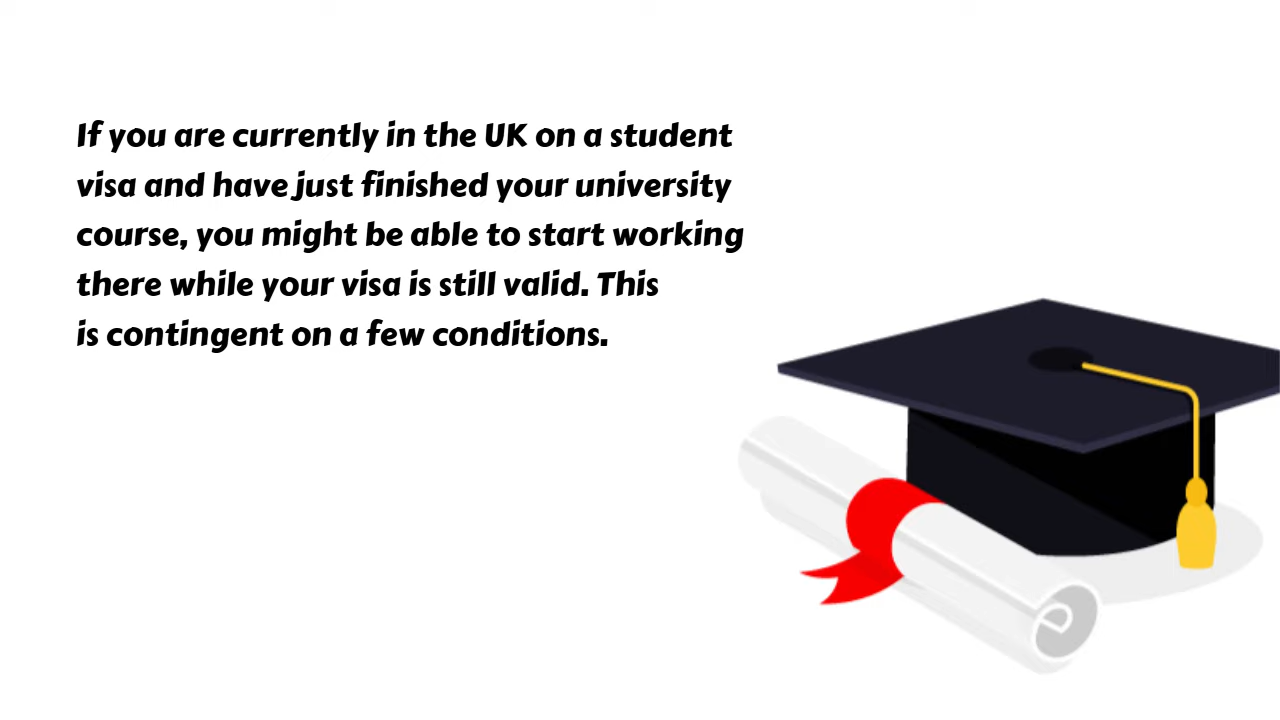 If you are currently in the UK on a student
visa and have just finished your university
course, you might be able to start working
there while your visa is still valid. This
is contingent on a few conditions.